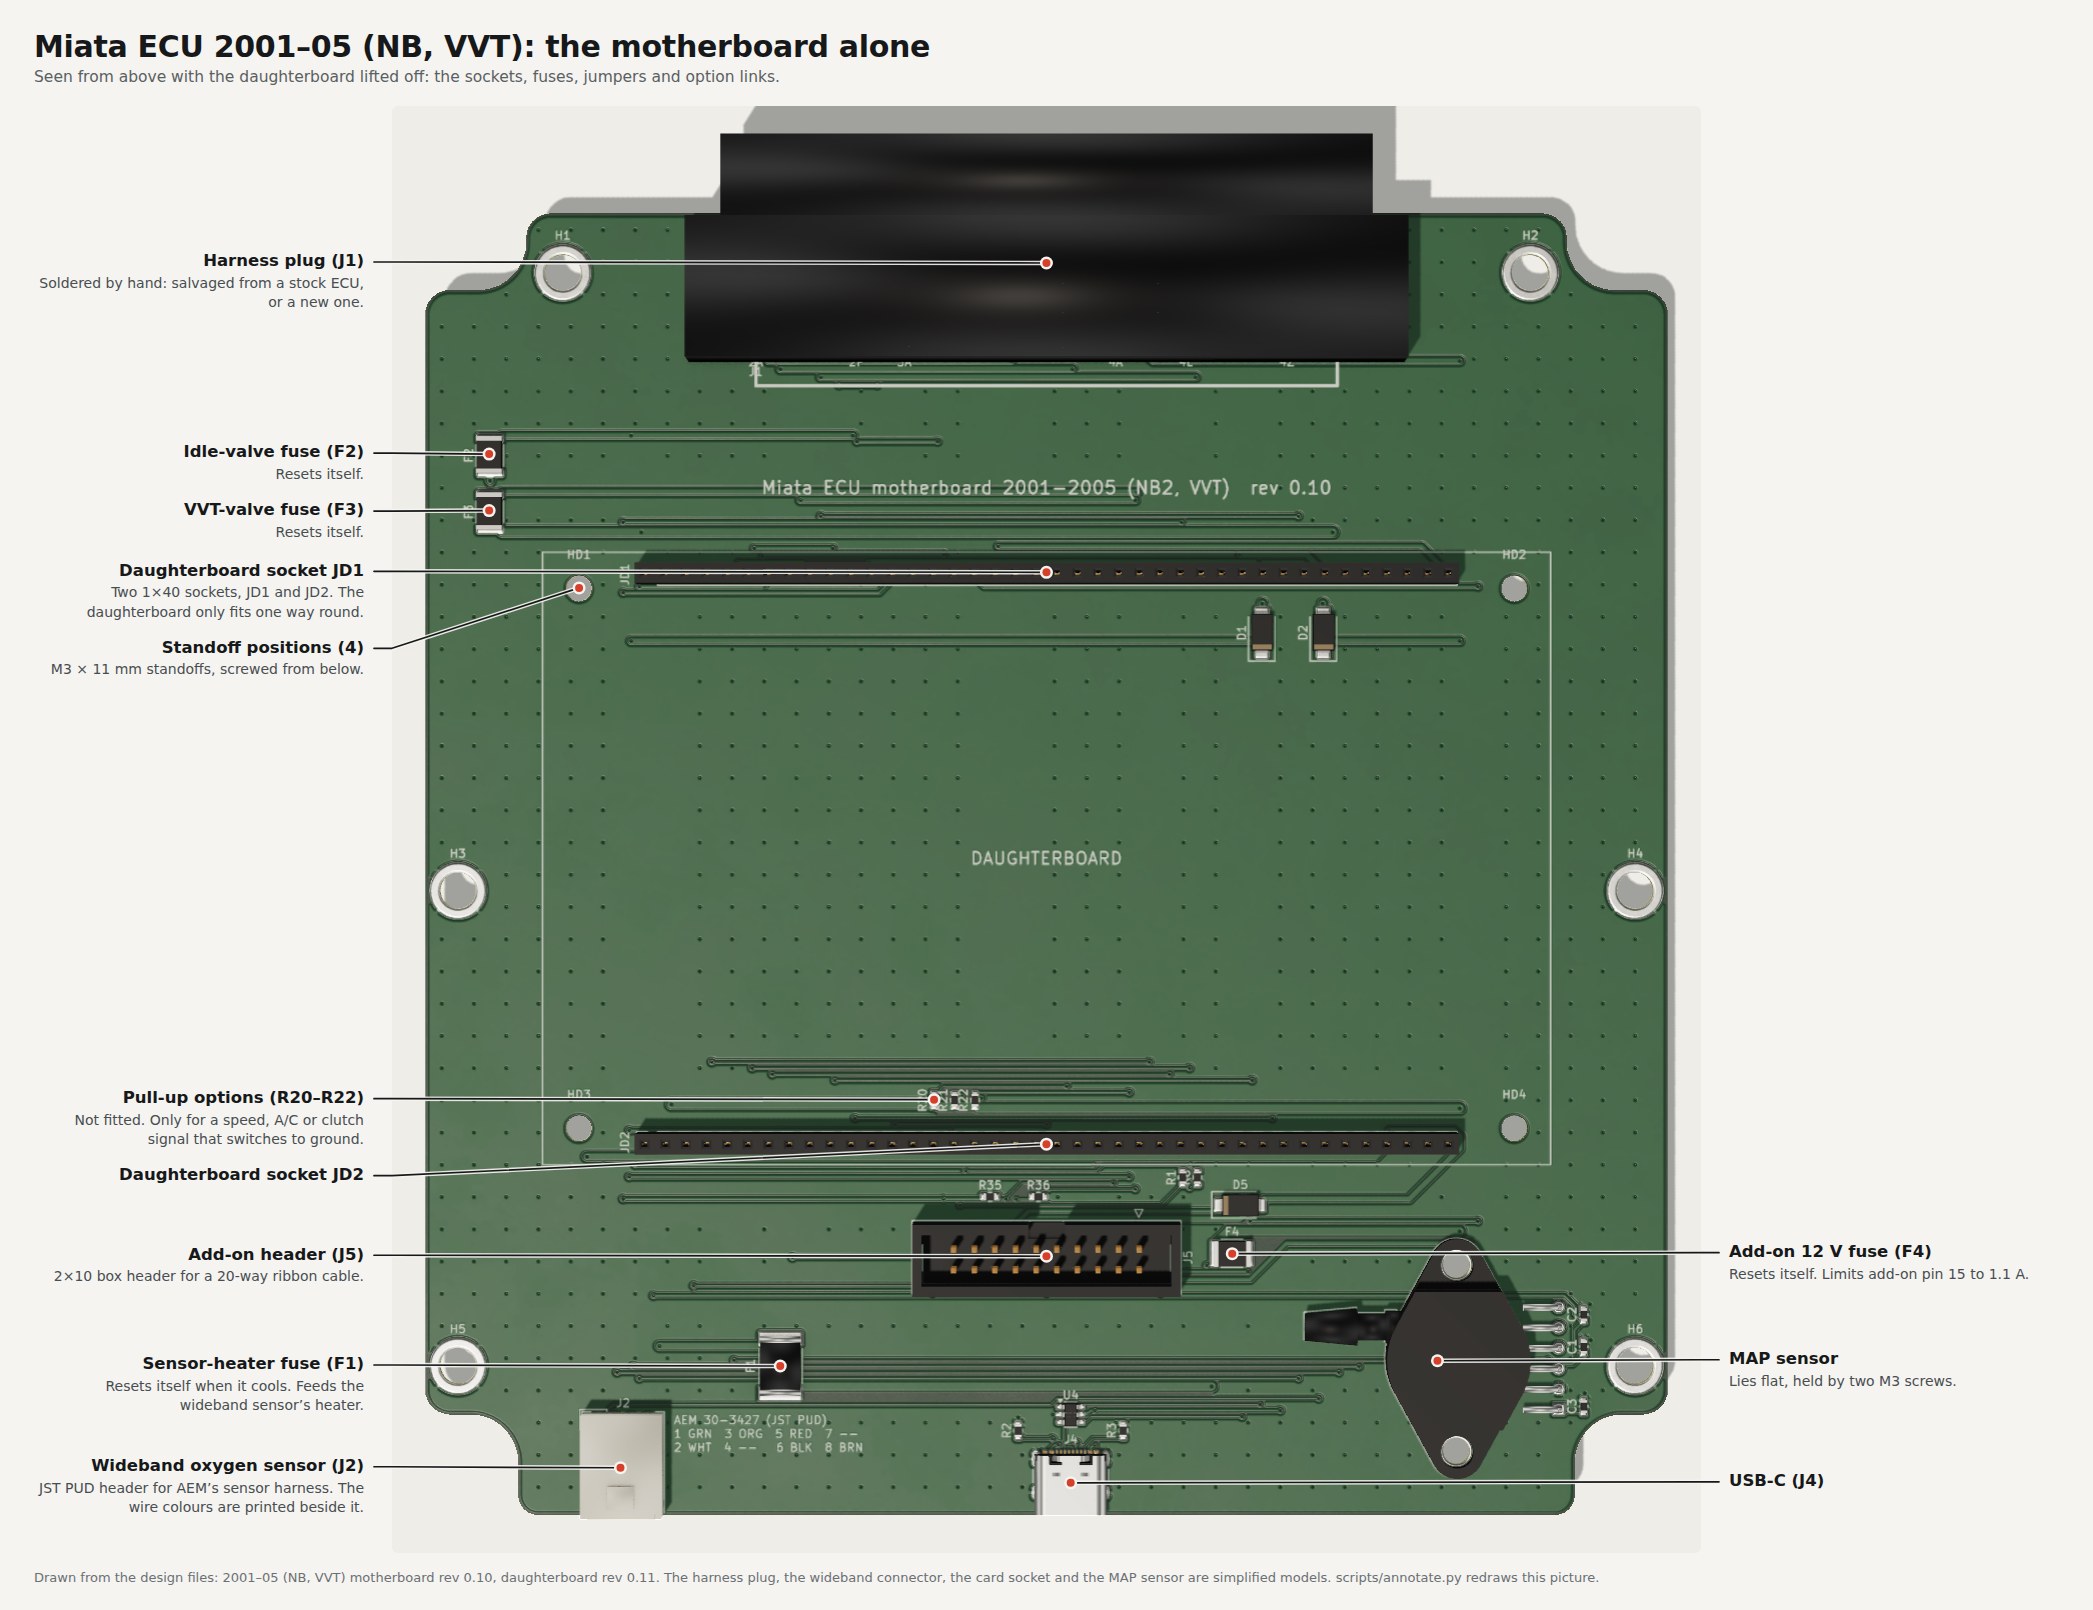 Miata ECU 2001–05 (NB, VVT): the motherboard alone
Seen from above with the daughterboard lifted off: the sockets, fuses, jumpers and option links.
H1
H2
Harness plug (J1)
Soldered by hand: salvaged from a stock ECU,
or a new one.
J1
Idle-valve fuse (F2)
Resets itself.
Miata ECU motherboard 2001–2005 (NB2, VVT) rev 0.10
VVT-valve fuse (F3)
Resets itself.
HD1
HD2
JD1
Daughterboard socket JD1
Two 1×40 sockets, JD1 and JD2. The
daughterboard only fits one way round.
D1
D2
Standoff positions (4)
M3 × 11 mm standoffs, screwed from below.
DAUGHTERBOARD
H3
H4
HD3
HD4
Pull-up options (R20–R22)
Not fitted. Only for a speed, A/C or clutch
signal that switches to ground.
R22
JD2
Daughterboard socket JD2
R35
R36
R1
D5
F4
J5
Add-on header (J5)
2×10 box header for a 20-way ribbon cable.
Add-on 12 V fuse (F4)
Resets itself. Limits add-on pin 15 to 1.1 A.
H5
H6
C2
C1
C3
Sensor-heater fuse (F1)
Resets itself when it cools. Feeds the
wideband sensor’s heater.
MAP sensor
Lies flat, held by two M3 screws.
J2
AEM 30–3427 (JST PUD)
1 GRN 3 ORG 5 RED 7 ––
2 WHT 4 –– 6 BLK 8 BRN
U4
R2
R3
J4
Wideband oxygen sensor (J2)
JST PUD header for AEM’s sensor harness. The
wire colours are printed beside it.
USB-C (J4)
Drawn from the design files: 2001–05 (NB, VVT) motherboard rev 0.10, daughterboard rev 0.11. The harness plug, the wideband connector, the card socket and the MAP sensor are simplified models. scripts/annotate.py redraws this picture.